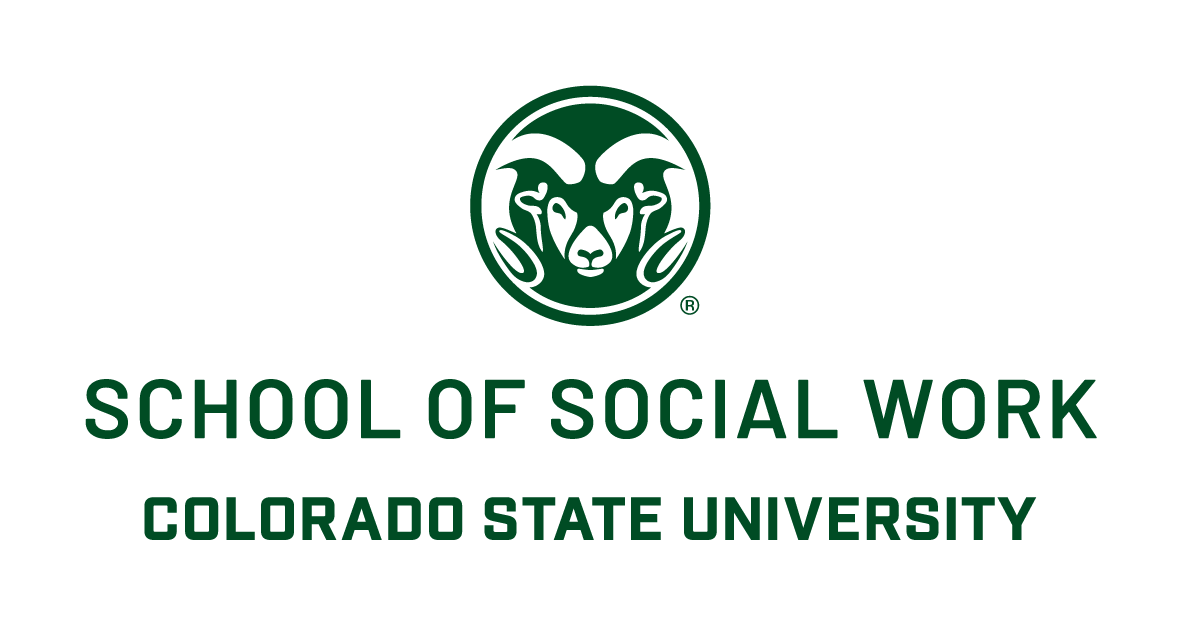 ®
SCHOOL OF SOCIAL WORK
COLORADO STATE UNIVERSITY